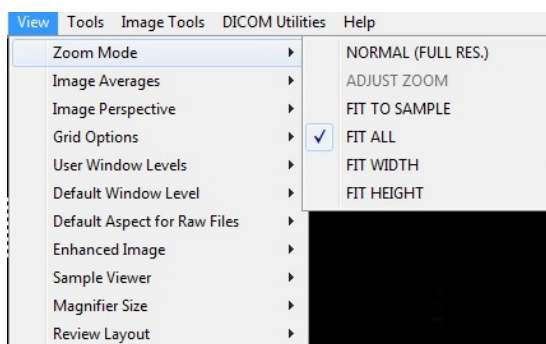 View Tools Image Tools DICOM Utilities Help
Zoom Mode
Image Averages
Image Perspective
Grid Options
User Window Levels
Default Window Level
Default Aspect for Raw Files
Enhanced Image
Sample Viewer
Magnifier Size
Review Layout
NORMAL (FULL RES.)
ADJUST ZOOM
FIT TO SAMPLE
FIT ALL
FIT WIDTH
FIT HEIGHT